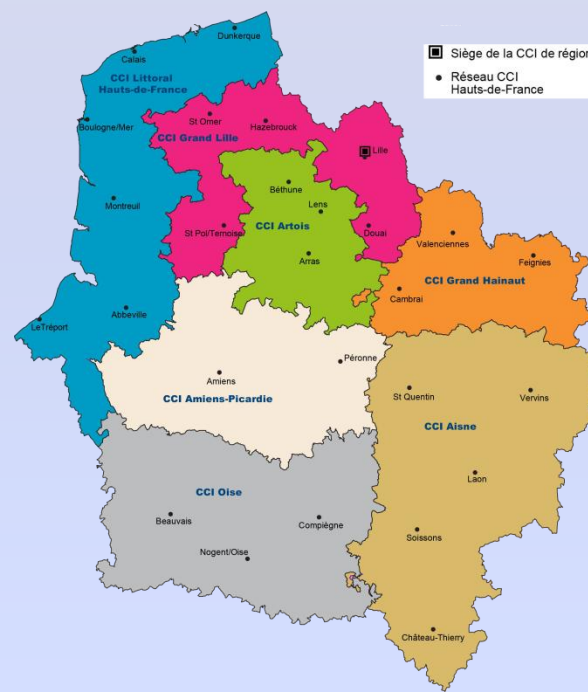 Dunkerque
Calais
Siège de la CCI de région
Réseau CCI
Hauts-de-France
CCI Littoral
Hauts-de-France
Boulogne/Mer
St Omer
Hazebrouck
CCI Grand Lille
Lille
Béthune
Montreuil
Lens
St Pol/Ternoise
CCI Artois
Douai
Valenciennes
Arras
Feignies
CCI Grand Hainaut
Cambrai
Abbeville
LeTréport
Péronne
Amiens
St Quentin
Vervins
CCI Amiens-Picardie
CCI Aisne
Laon
CCI Oise
Beauvais
Compiègne
Soissons
Nogent/Oise
Château-Thierry